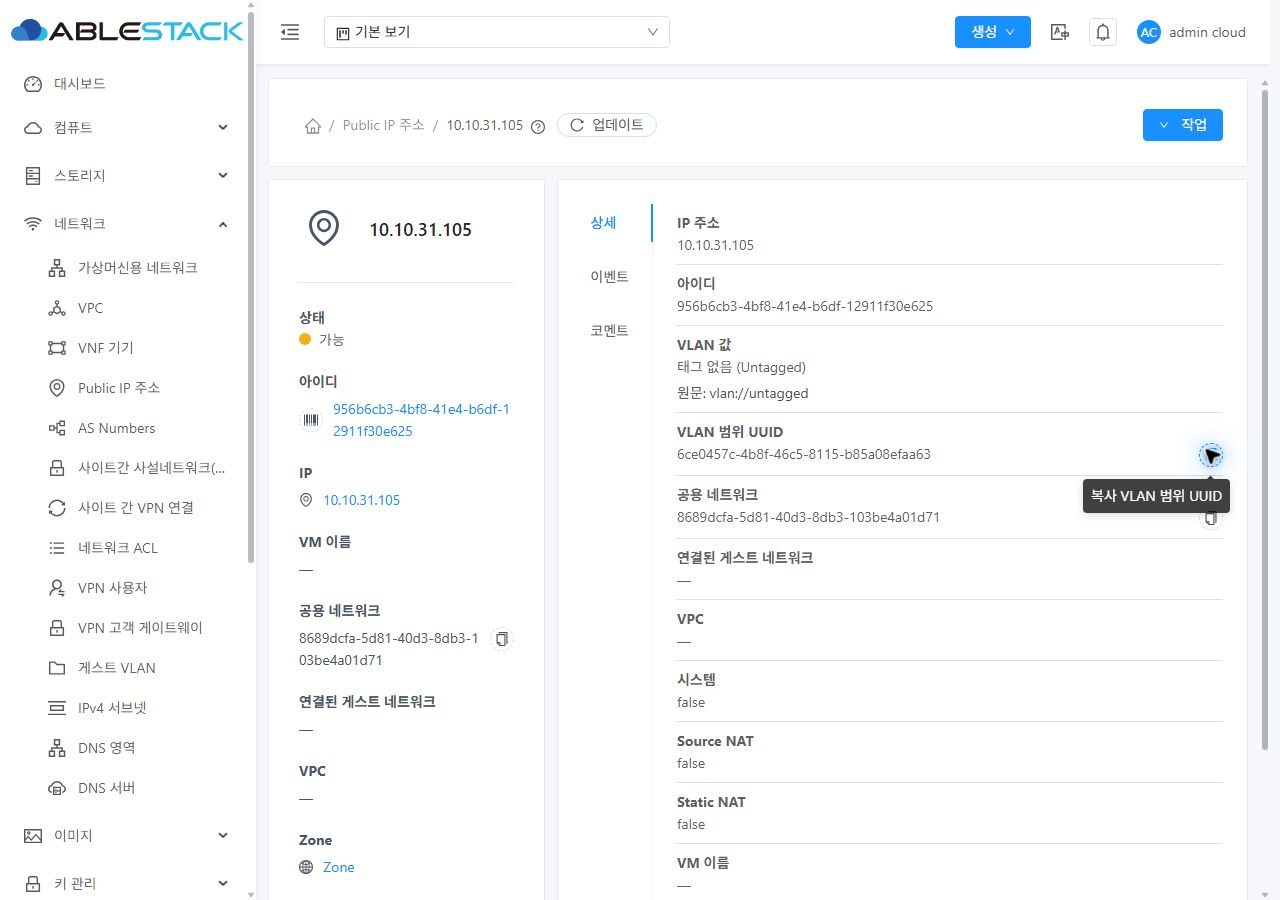 ABLESTACK
기본 보기
생성
AC
admin cloud
대시보드
컴퓨트
스토리지
네트워크
가상머신용 네트워크
VPC
VNF 기기
Public IP 주소
AS Numbers
사이트간 사설네트워크(...
사이트 간 VPN 연결
네트워크 ACL
VPN 사용자
VPN 고객 게이트웨이
게스트 VLAN
IPv4 서브넷
DNS 영역
DNS 서버
이미지
키 관리
/ Public IP 주소 / 10.10.31.105
업데이트
작업
10.10.31.105
상태
가능
아이디
956b6cb3-4bf8-41e4-b6df-1
2911f30e625
IP
10.10.31.105
VM 이름
—
공용 네트워크
8689dcfa-5d81-40d3-8db3-1
03be4a01d71
연결된 게스트 네트워크
—
VPC
—
Zone
Zone
상세
이벤트
코멘트
IP 주소
10.10.31.105
아이디
956b6cb3-4bf8-41e4-b6df-12911f30e625
VLAN 값
태그 없음 (Untagged)
원문: vlan://untagged
VLAN 범위 UUID
6ce0457c-4b8f-46c5-8115-b85a08efaa63
복사 VLAN 범위 UUID
공용 네트워크
8689dcfa-5d81-40d3-8db3-103be4a01d71
연결된 게스트 네트워크
—
VPC
—
시스템
false
Source NAT
false
Static NAT
false
VM 이름
—